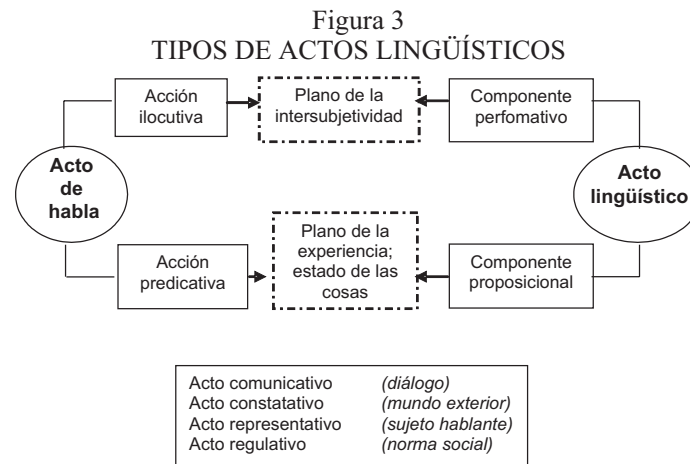 Figura 3
TIPOS DE ACTOS LINGÜÍSTICOS
Acción
ilocutiva
Plano de la
intersubjetividad
Componente
perfomativo
Acto
de
habla
Acto
lingüístico
Acción
predicativa
Plano de la
experiencia;
estado de las
cosas
Componente
proposicional
Acto comunicativo (diálogo)
Acto constatativo (mundo exterior)
Acto representativo (sujeto hablante)
Acto regulativo (norma social)